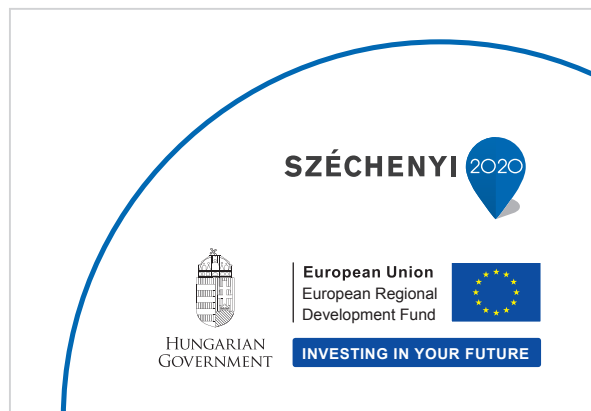 SZÉCHENYI 2020
European Union
European Regional
Development Fund
HUNGARIAN
GOVERNMENT
INVESTING IN YOUR FUTURE